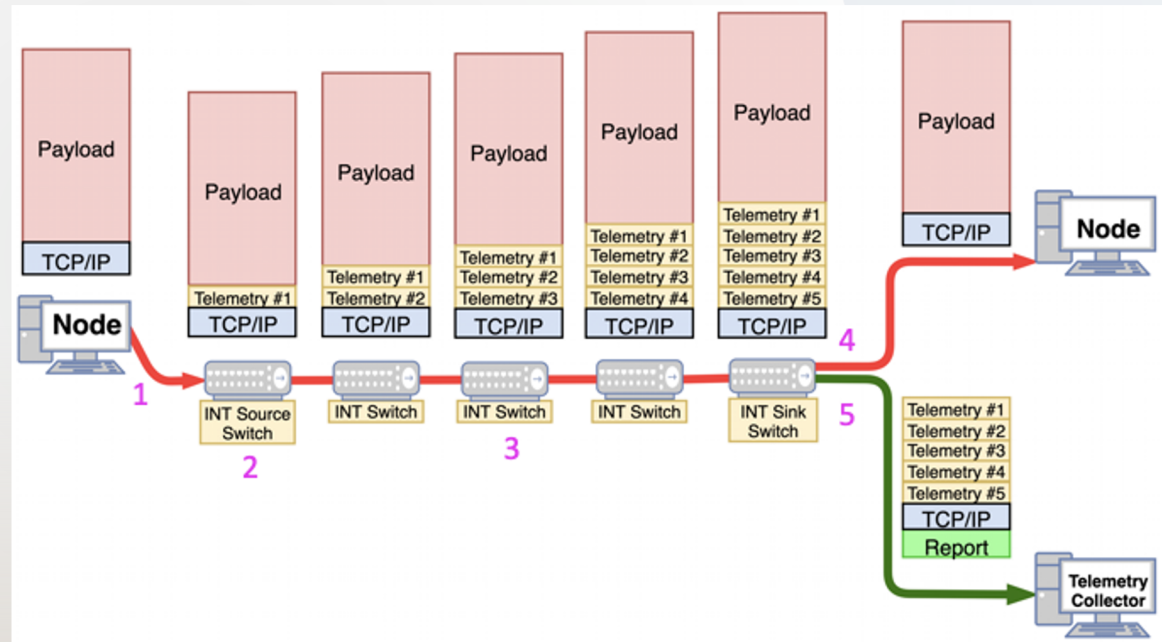 Payload
TCP/IP
Node
1
Payload
Telemetry #1
TCP/IP
INT Source
Switch
2
Payload
Telemetry #1
Telemetry #2
TCP/IP
INT Switch
Payload
Telemetry #1
Telemetry #2
Telemetry #3
TCP/IP
INT Switch
3
Payload
Telemetry #1
Telemetry #2
Telemetry #3
Telemetry #4
TCP/IP
INT Switch
Payload
Telemetry #1
Telemetry #2
Telemetry #3
Telemetry #4
Telemetry #5
TCP/IP
INT Sink
Switch
4
5
Payload
TCP/IP
Node
Telemetry #1
Telemetry #2
Telemetry #3
Telemetry #4
Telemetry #5
TCP/IP
Report
Telemetry
Collector